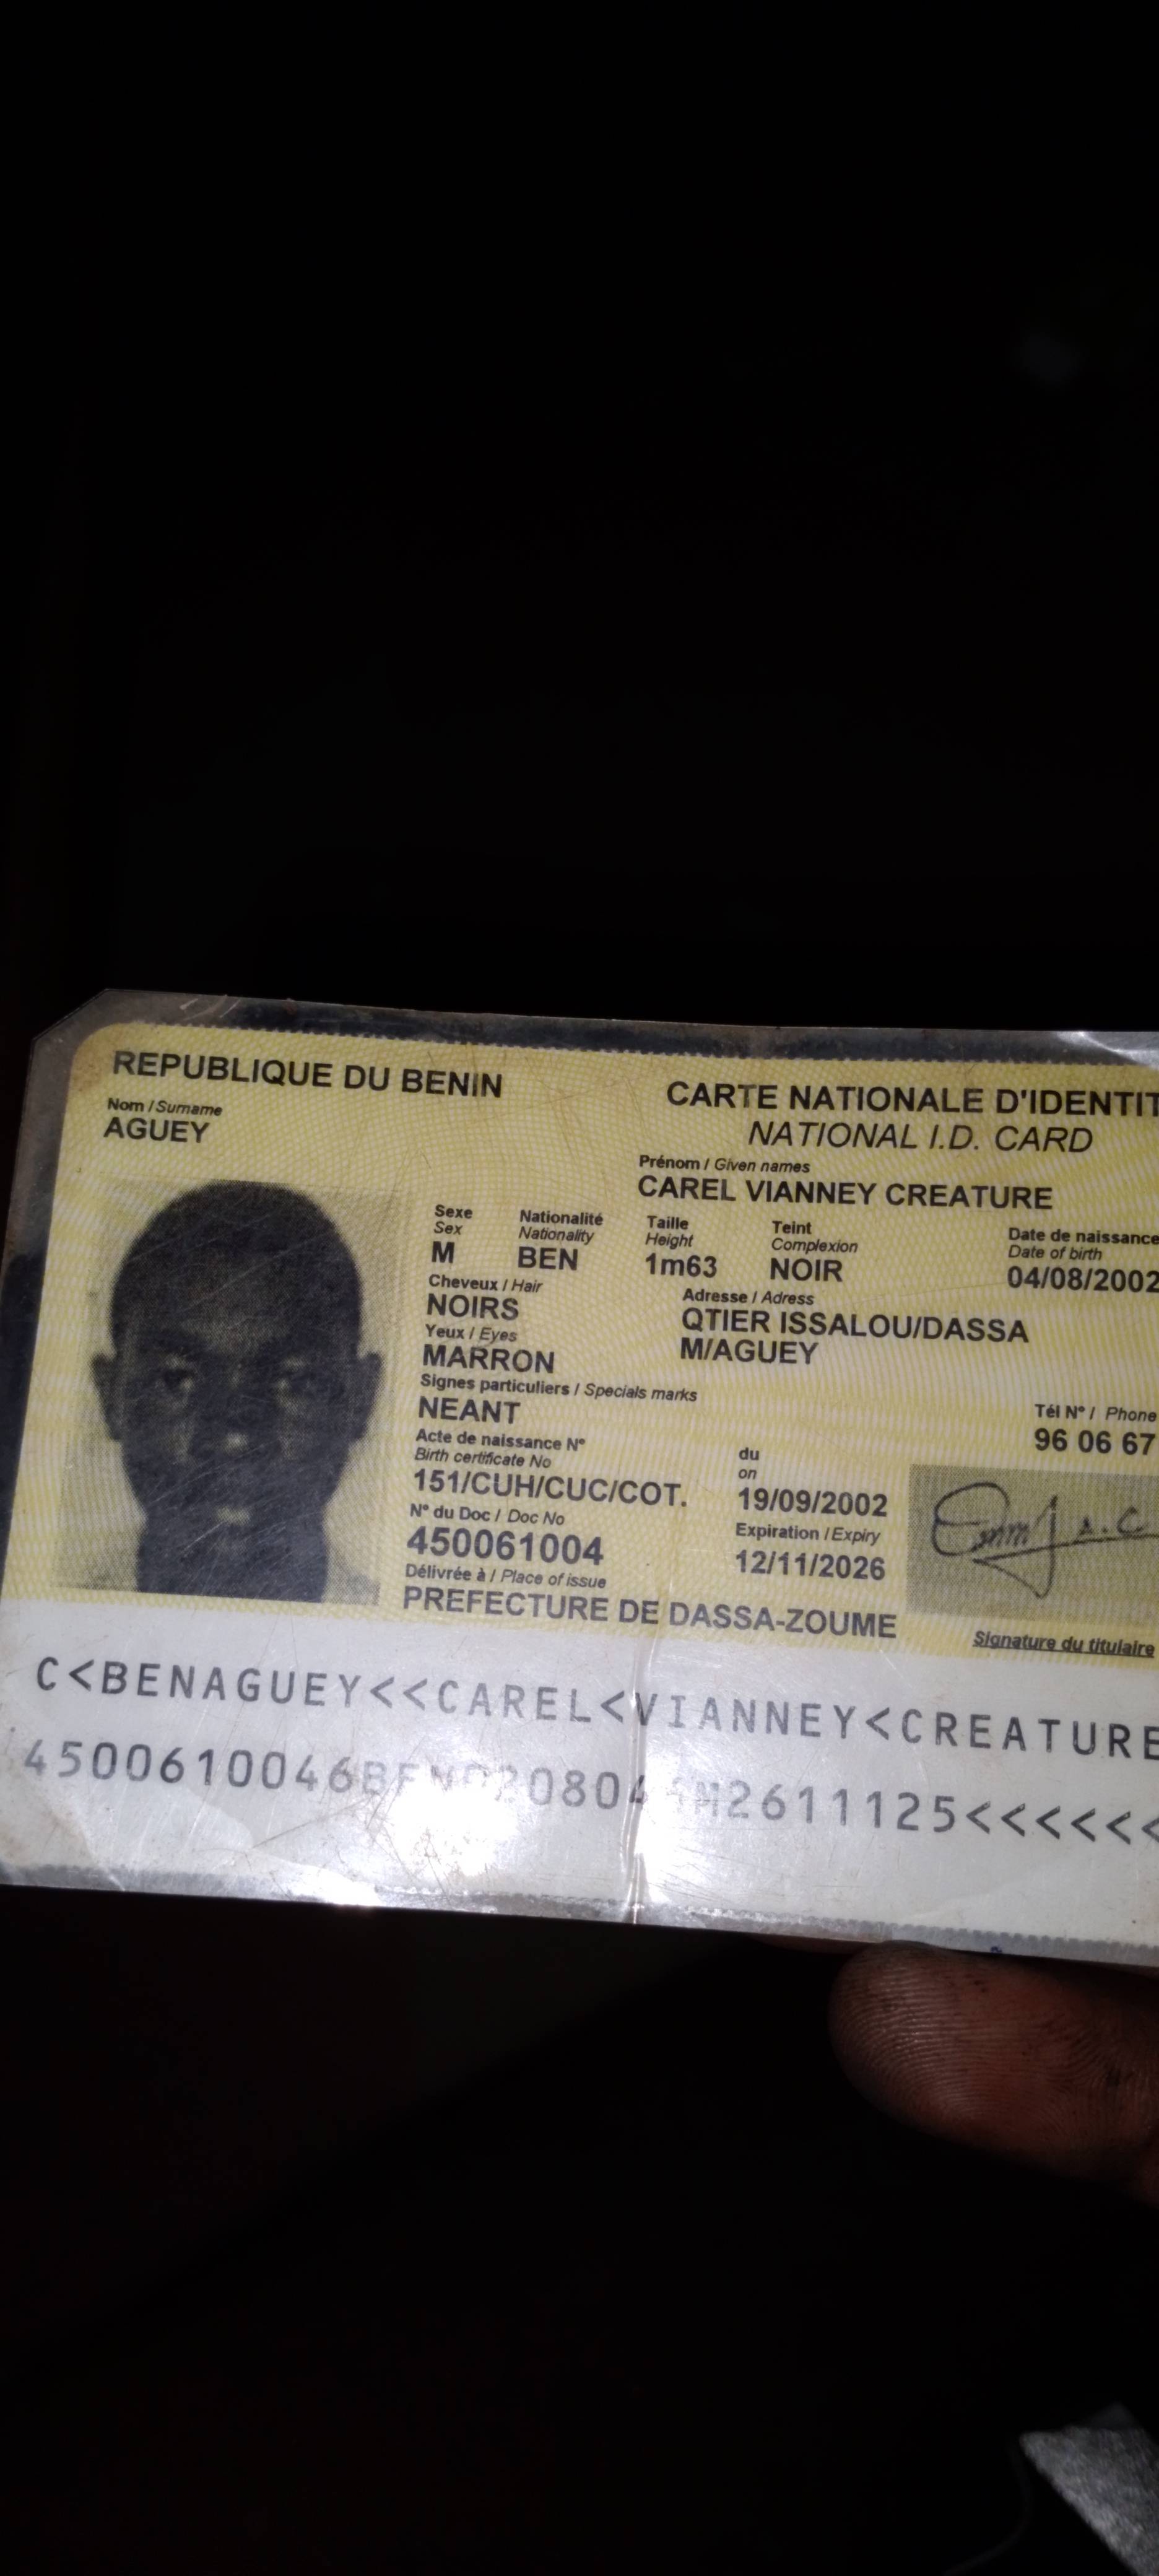 REPUBLIQUE DU BENIN
CARTE NATIONALE D'IDENTIT
NATIONAL I.D. CARD
Nom / Surname
AGUEY
Prénom / Given names
CAREL VIANNEY CREATURE
Sexe
Sex
M
Nationalité
Nationality
BEN
Taille
Height
1m63
Teint
Complexion
NOIR
Date de naissance
Date of birth
04/08/2002
Cheveux / Hair
NOIRS
Adresse / Adress
QTIER ISSALOU/DASSA
M/AGUEY
Yeux / Eyes
MARRON
Signes particuliers / Specials marks
NEANT
Tél N° / Phone
96 06 67
Acte de naissance N°
Birth certificate No
151/CUH/CUC/COT.
du
on
19/09/2002
N° du Doc / Doc No
450061004
Expiration / Expiry
12/11/2026
Délivrée à / Place of issue
PREFECTURE DE DASSA-ZOUME
Signature du titulaire
C<BENAGUEY<<CAREL<VIANNEY<CREATURE
4500610046BEN0208046M2611125<<<<<<